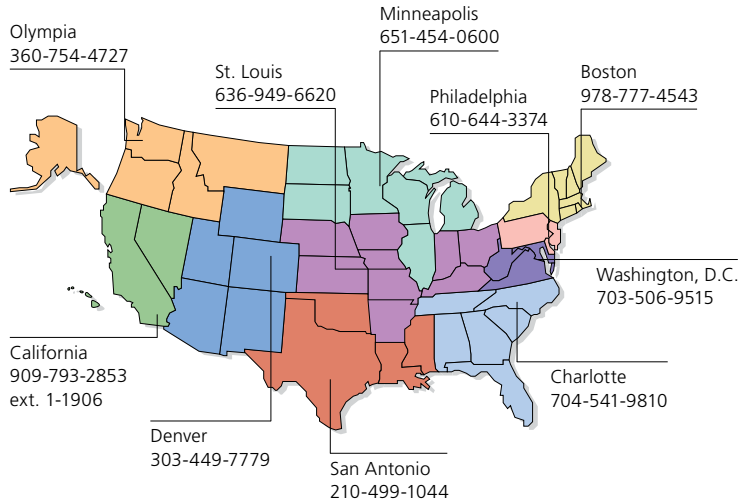 Minneapolis
651-454-0600
Olympia
360-754-4727
St. Louis
636-949-6620
Boston
978-777-4543
Philadelphia
610-644-3374
Washington, D.C.
703-506-9515
California
909-793-2853
ext. 1-1906
Charlotte
704-541-9810
Denver
303-449-7779
San Antonio
210-499-1044